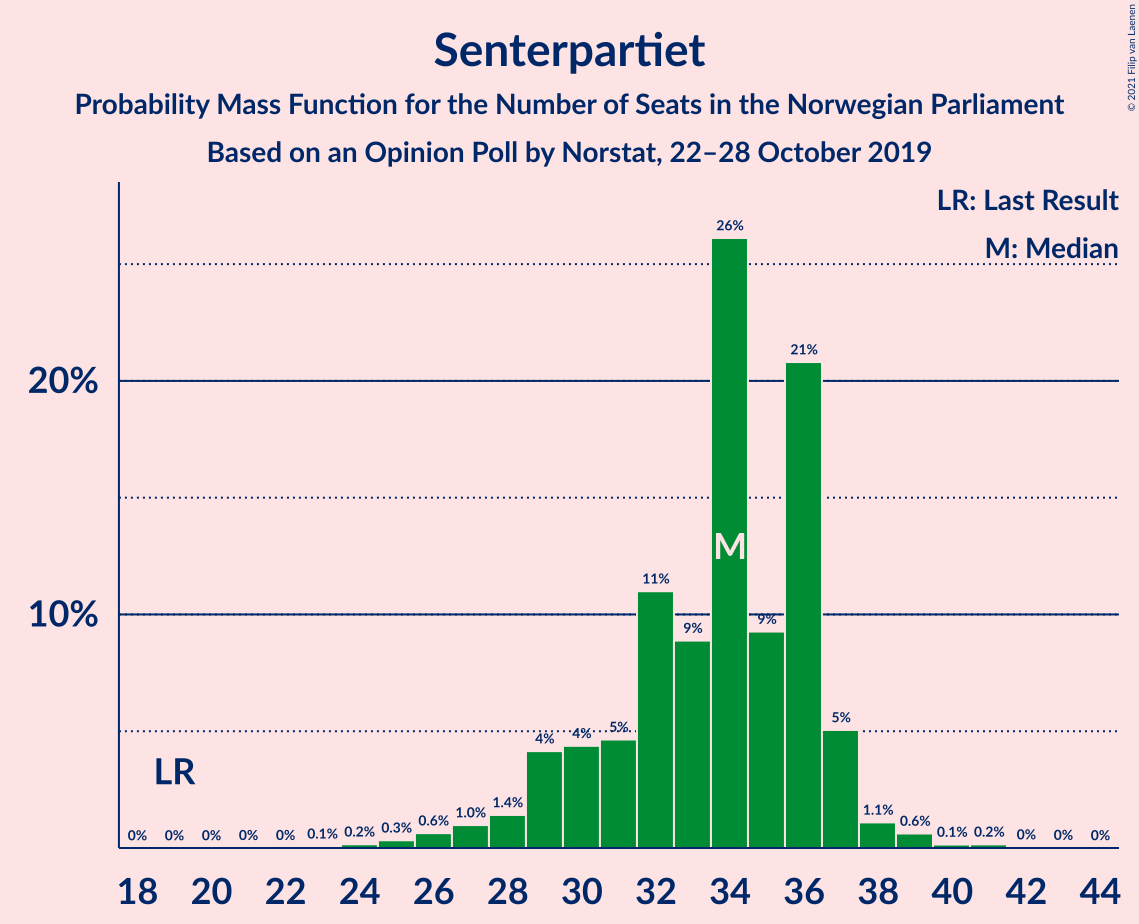 Senterpartiet
Probability Mass Function for the Number of Seats in the Norwegian Parliament
Based on an Opinion Poll by Norstat, 22–28 October 2019
© 2021 Filip van Laenen
LR: Last Result
M: Median
20%
10%
LR
M
0% 0% 0% 0% 0% 0.1% 0.2% 0.3% 0.6% 1.0% 1.4% 4% 4% 5% 11% 9% 26% 9% 21% 5% 1.1% 0.6% 0.1% 0.2% 0% 0% 0%
18 20 22 24 26 28 30 32 34 36 38 40 42 44